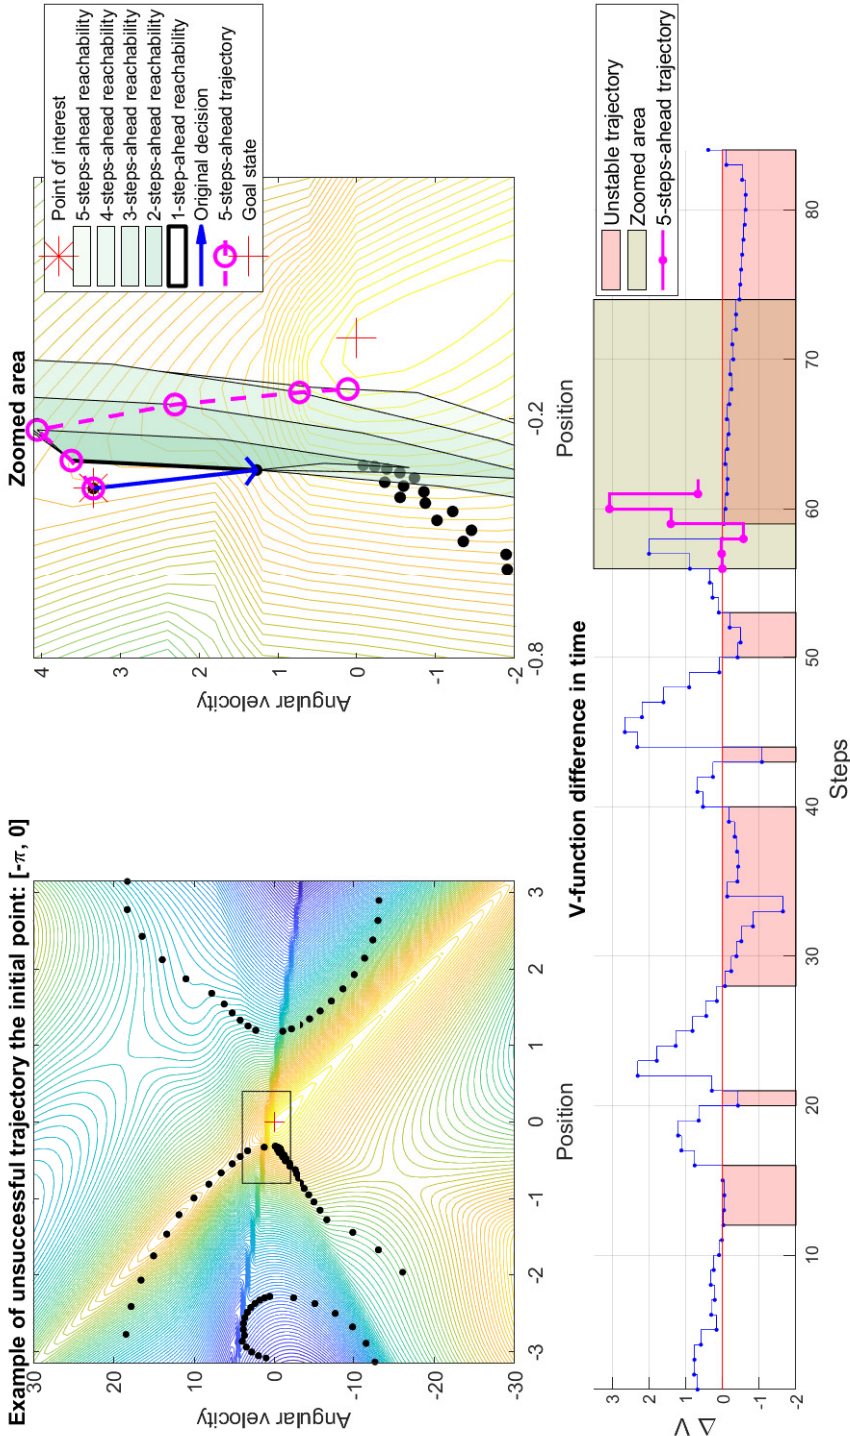 Example of unsuccessful trajectory the initial point: [-π, 0]
30
20
10
0
-10
-20
-30
Angular velocity
-3
-2
-1
0
1
2
3
Position
Zoomed area
4
3
2
1
0
-1
-2
Angular velocity
-0.8
-0.2
Position
Point of interest
5-steps-ahead reachability
4-steps-ahead reachability
3-steps-ahead reachability
2-steps-ahead reachability
1-step-ahead reachability
Original decision
5-steps-ahead trajectory
Goal state
V-function difference in time
3
2
1
0
-1
-2
Δ V
10
20
30
40
50
60
70
80
Steps
Unstable trajectory
Zoomed area
5-steps-ahead trajectory